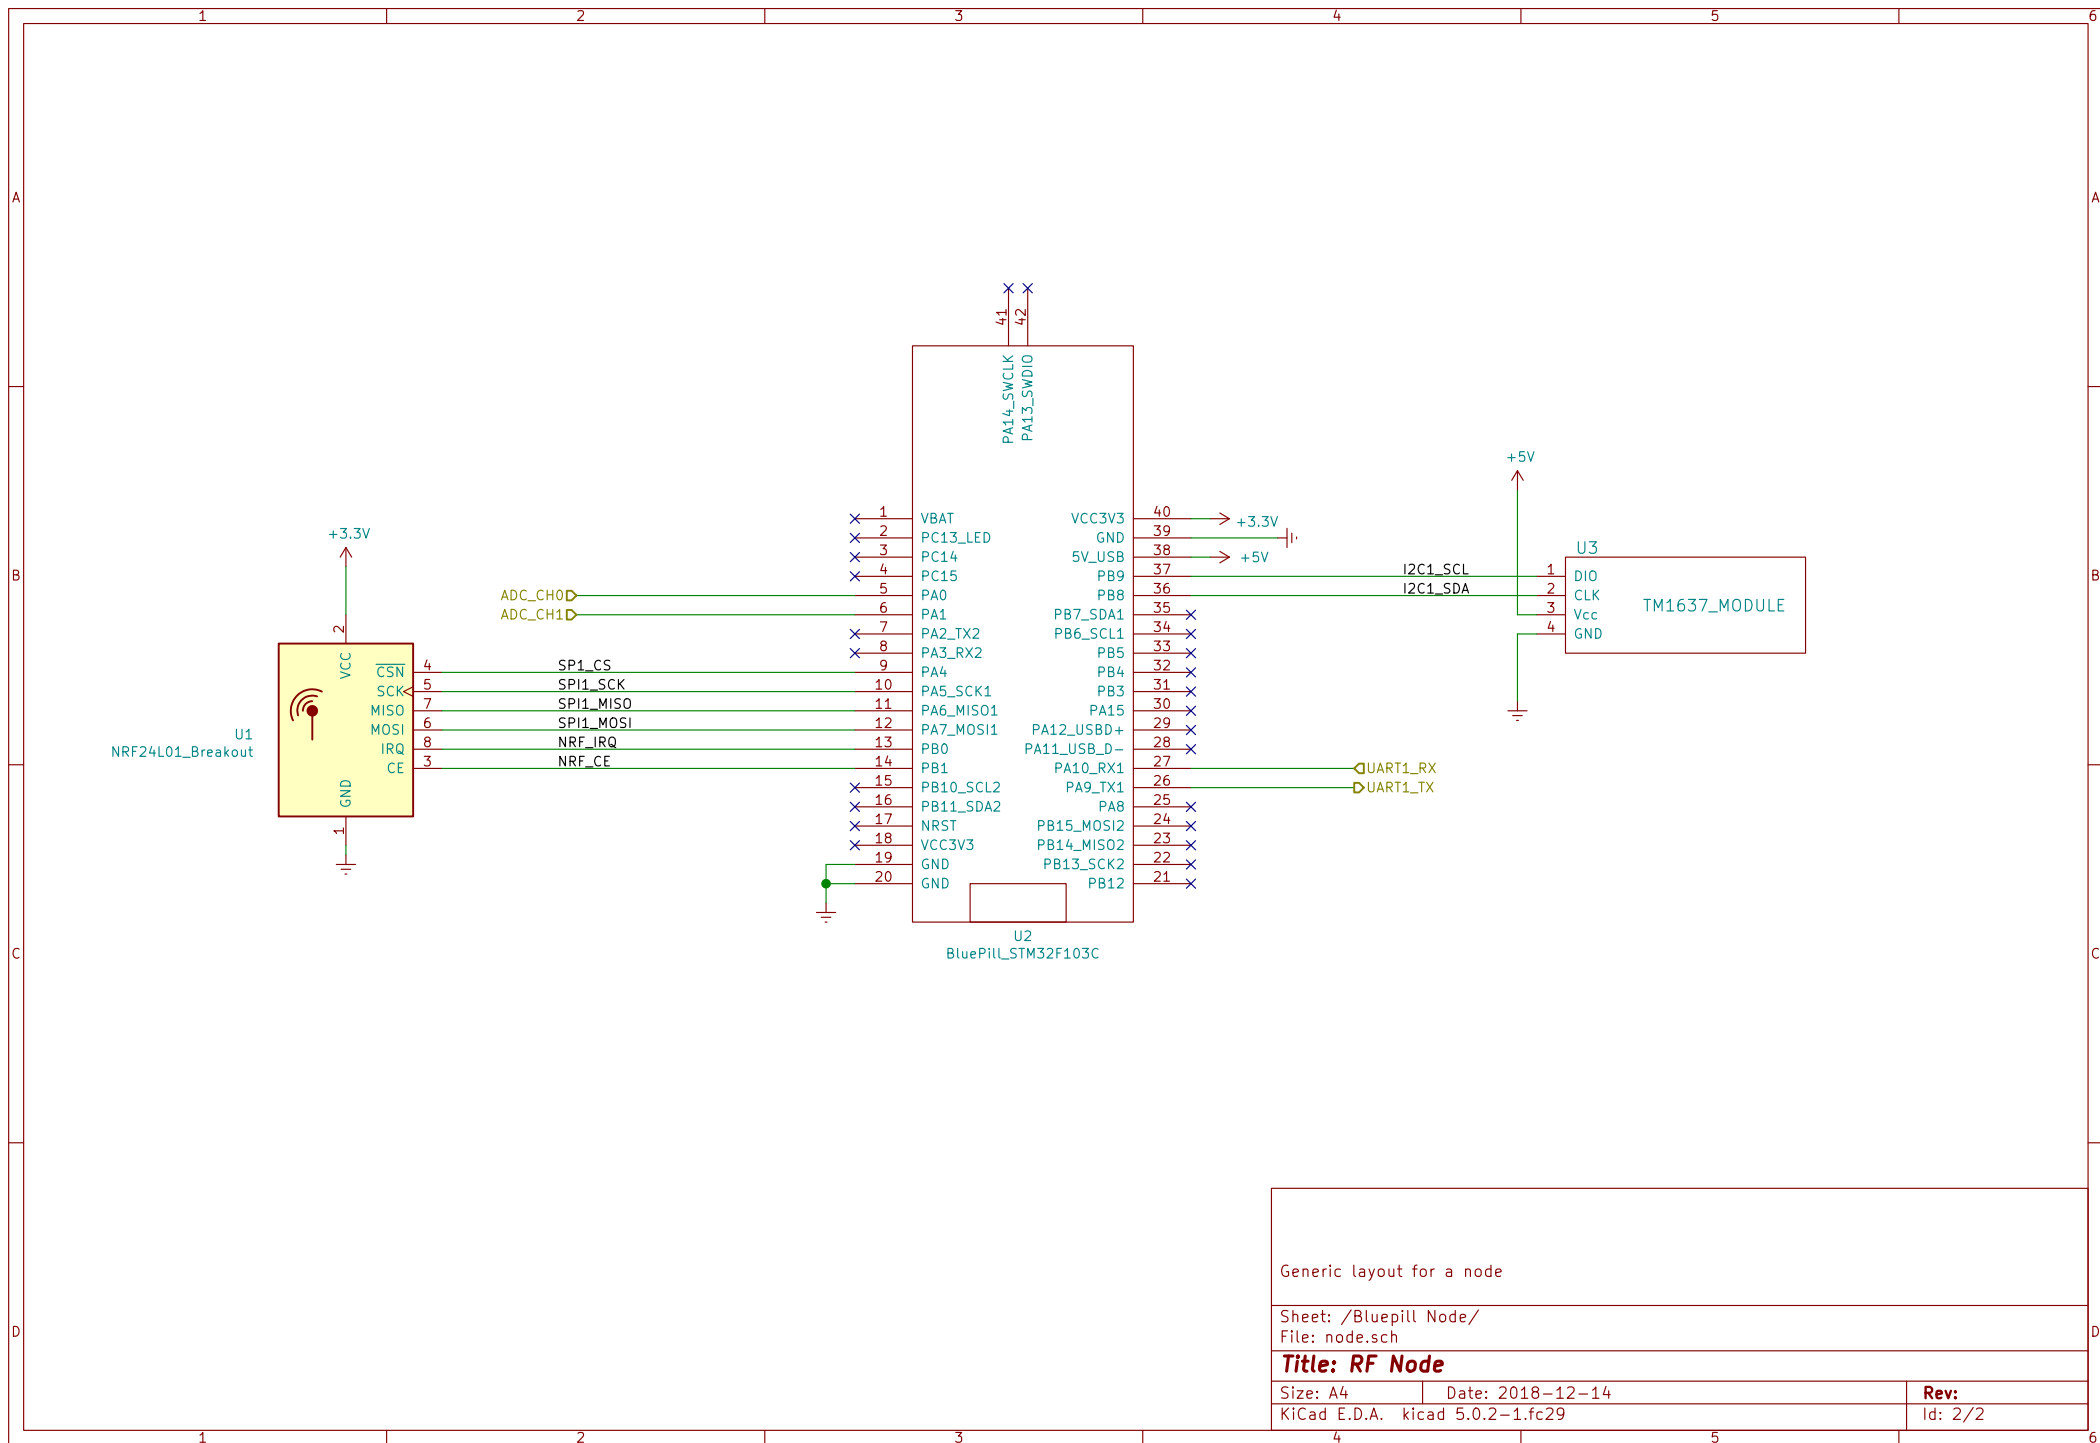 1 2 3 4 5 6
A A
41 42
PA14_SWCLK PA13_SWDIO
B B
+3.3V
2
VCC
4 CSN
5 SCK
7 MISO
6 MOSI
8 IRQ
3 CE
GND
1
U1
NRF24L01_Breakout
ADC_CH0
ADC_CH1
SP1_CS
SPI1_SCK
SPI1_MISO
SPI1_MOSI
NRF_IRQ
NRF_CE
1 VBAT
2 PC13_LED
3 PC14
4 PC15
5 PA0
6 PA1
7 PA2_TX2
8 PA3_RX2
9 PA4
10 PA5_SCK1
11 PA6_MISO1
12 PA7_MOSI1
13 PB0
14 PB1
15 PB10_SCL2
16 PB11_SDA2
17 NRST
18 VCC3V3
19 GND
20 GND
VCC3V3 40 +3.3V
GND 39
5V_USB 38 +5V
PB9 37
PB8 36
PB7_SDA1 35
PB6_SCL1 34
PB5 33
PB4 32
PB3 31
PA15 30
PA12_USBD+ 29
PA11_USB_D- 28
PA10_RX1 27 UART1_RX
PA9_TX1 26 UART1_TX
PA8 25
PB15_MOSI2 24
PB14_MISO2 23
PB13_SCK2 22
PB12 21
U2
BluePill_STM32F103C
+5V
U3
I2C1_SCL 1 DIO
I2C1_SDA 2 CLK
3 Vcc
4 GND
TM1637_MODULE
C C
D D
Generic layout for a node
Sheet: /Bluepill Node/
File: node.sch
Title: RF Node
Size: A4 Date: 2018-12-14 Rev:
KiCad E.D.A. kicad 5.0.2-1.fc29 Id: 2/2
1 2 3 4 5 6